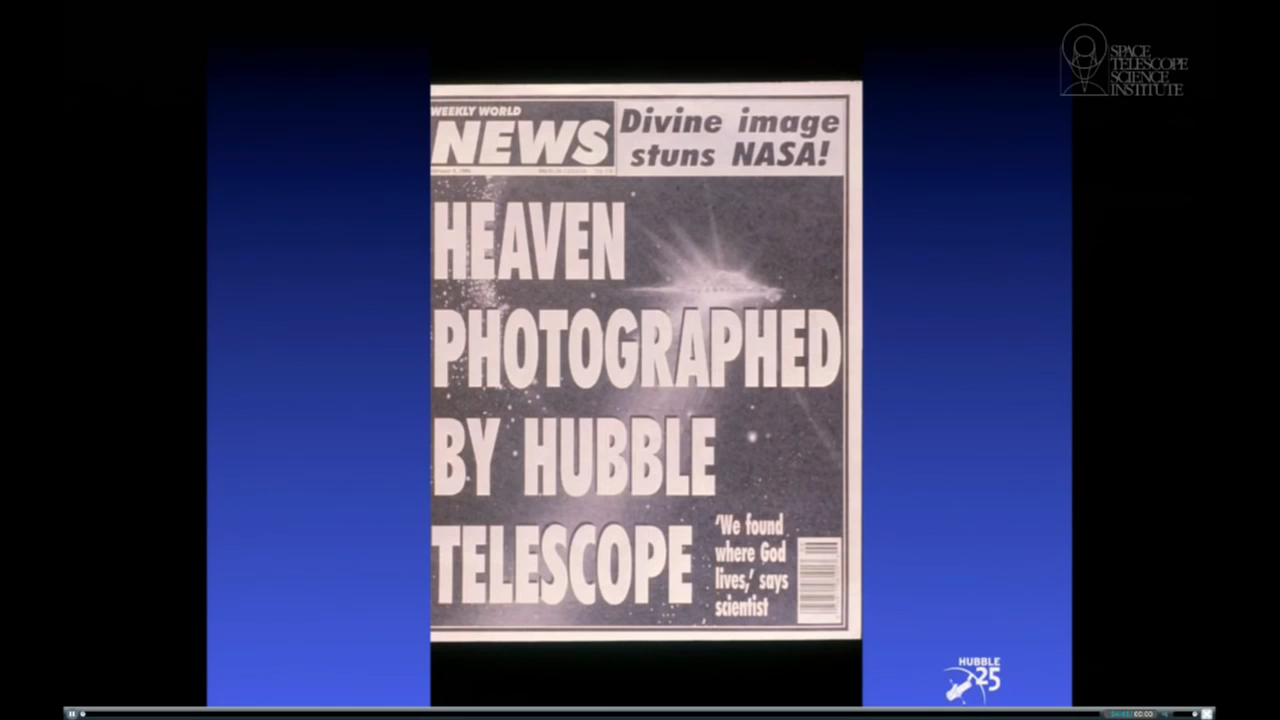 SPACE
TELESCOPE
SCIENCE
INSTITUTE
WEEKLY WORLD
NEWS
Divine image
stuns NASA!
HEAVEN
PHOTOGRAPHED
BY HUBBLE
TELESCOPE
'We found
where God
lives,' says
scientist
HUBBLE
25